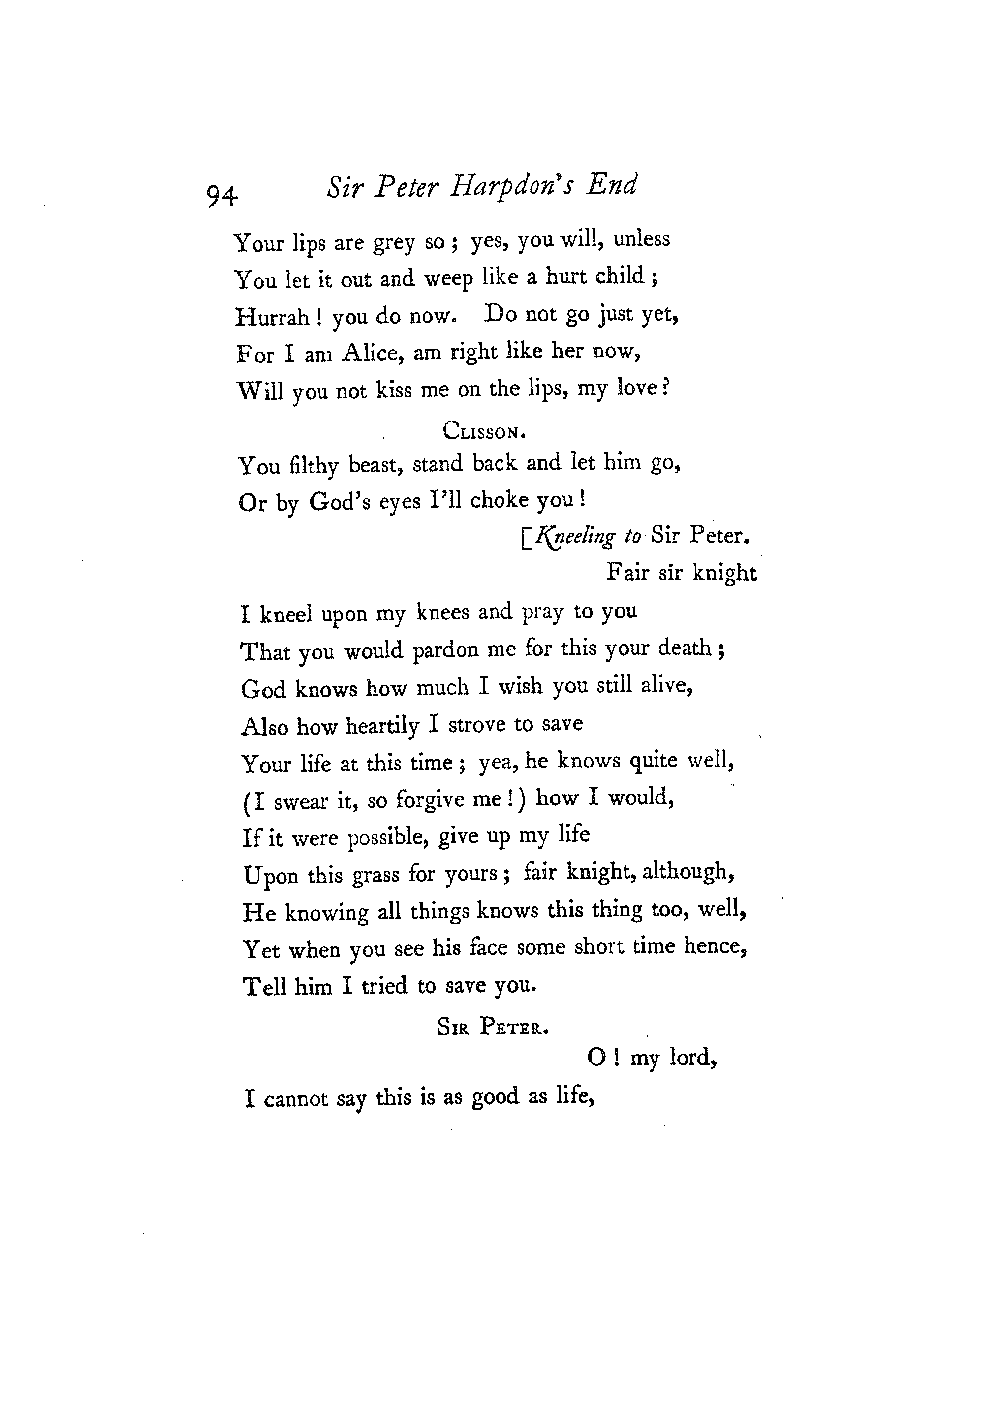 94 Sir Peter Harpdon's End
Your lips are grey so ; yes, you will, unless
You let it out and weep like a hurt child ;
Hurrah ! you do now. Do not go just yet,
For I am Alice, am right like her now,
Will you not kiss me on the lips, my love ?
CLISSON.
You filthy beast, stand back and let him go,
Or by God's eyes I'll choke you !
[Kneeling to Sir Peter.
Fair sir knight
I kneel upon my knees and pray to you
That you would pardon me for this your death ;
God knows how much I wish you still alive,
Also how heartily I strove to save
Your life at this time ; yea, he knows quite well,
(I swear it, so forgive me !) how I would,
If it were possible, give up my life
Upon this grass for yours ; fair knight, although,
He knowing all things knows this thing too, well,
Yet when you see his face some short time hence,
Tell him I tried to save you.
SIR PETER.
O ! my lord,
I cannot say this is as good as life,